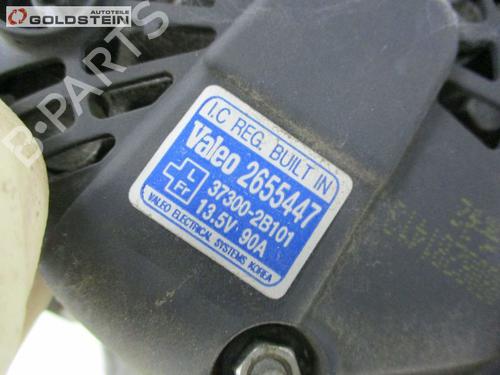 AUTOTEILE
GOLDSTEIN
B-PARTS
I.C REG. BUILT IN
Valeo 2655447
L
Fr
37300-2B101
13.5V 90A
VALEO ELECTRICAL SYSTEMS KOREA